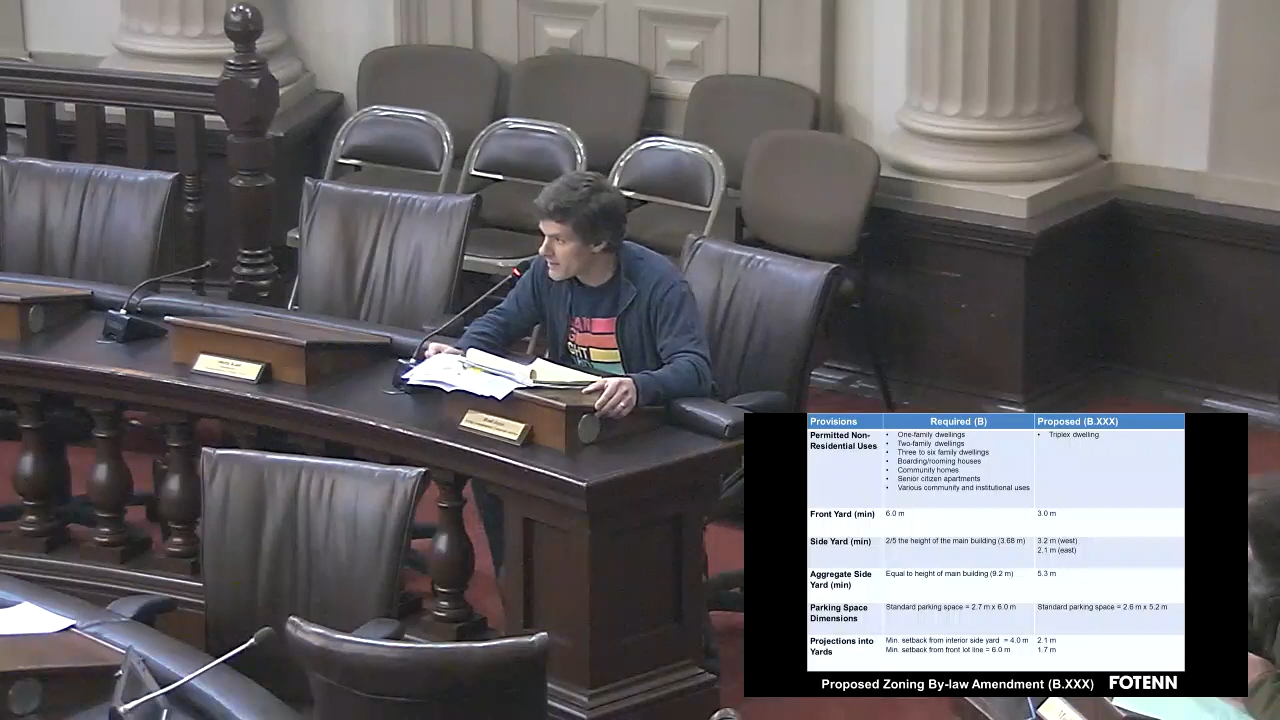 Provisions Required (B) Proposed (B.XXX)
Permitted Non-
Residential Uses
• One-family dwellings
• Two-family dwellings
• Three to six family dwellings
• Boarding/rooming houses
• Community homes
• Senior citizen apartments
• Various community and institutional uses
• Triplex dwelling
Front Yard (min) 6.0 m 3.0 m
Side Yard (min) 2/5 the height of the main building (3.68 m) 3.2 m (west)
2.1 m (east)
Aggregate Side
Yard (min)
Equal to height of main building (9.2 m) 5.3 m
Parking Space
Dimensions
Standard parking space = 2.7 m x 6.0 m Standard parking space = 2.6 m x 5.2 m
Projections into
Yards
Min. setback from interior side yard = 4.0 m 2.1 m
Min. setback from front lot line = 6.0 m 1.7 m
Proposed Zoning By-law Amendment (B.XXX) FOTENN